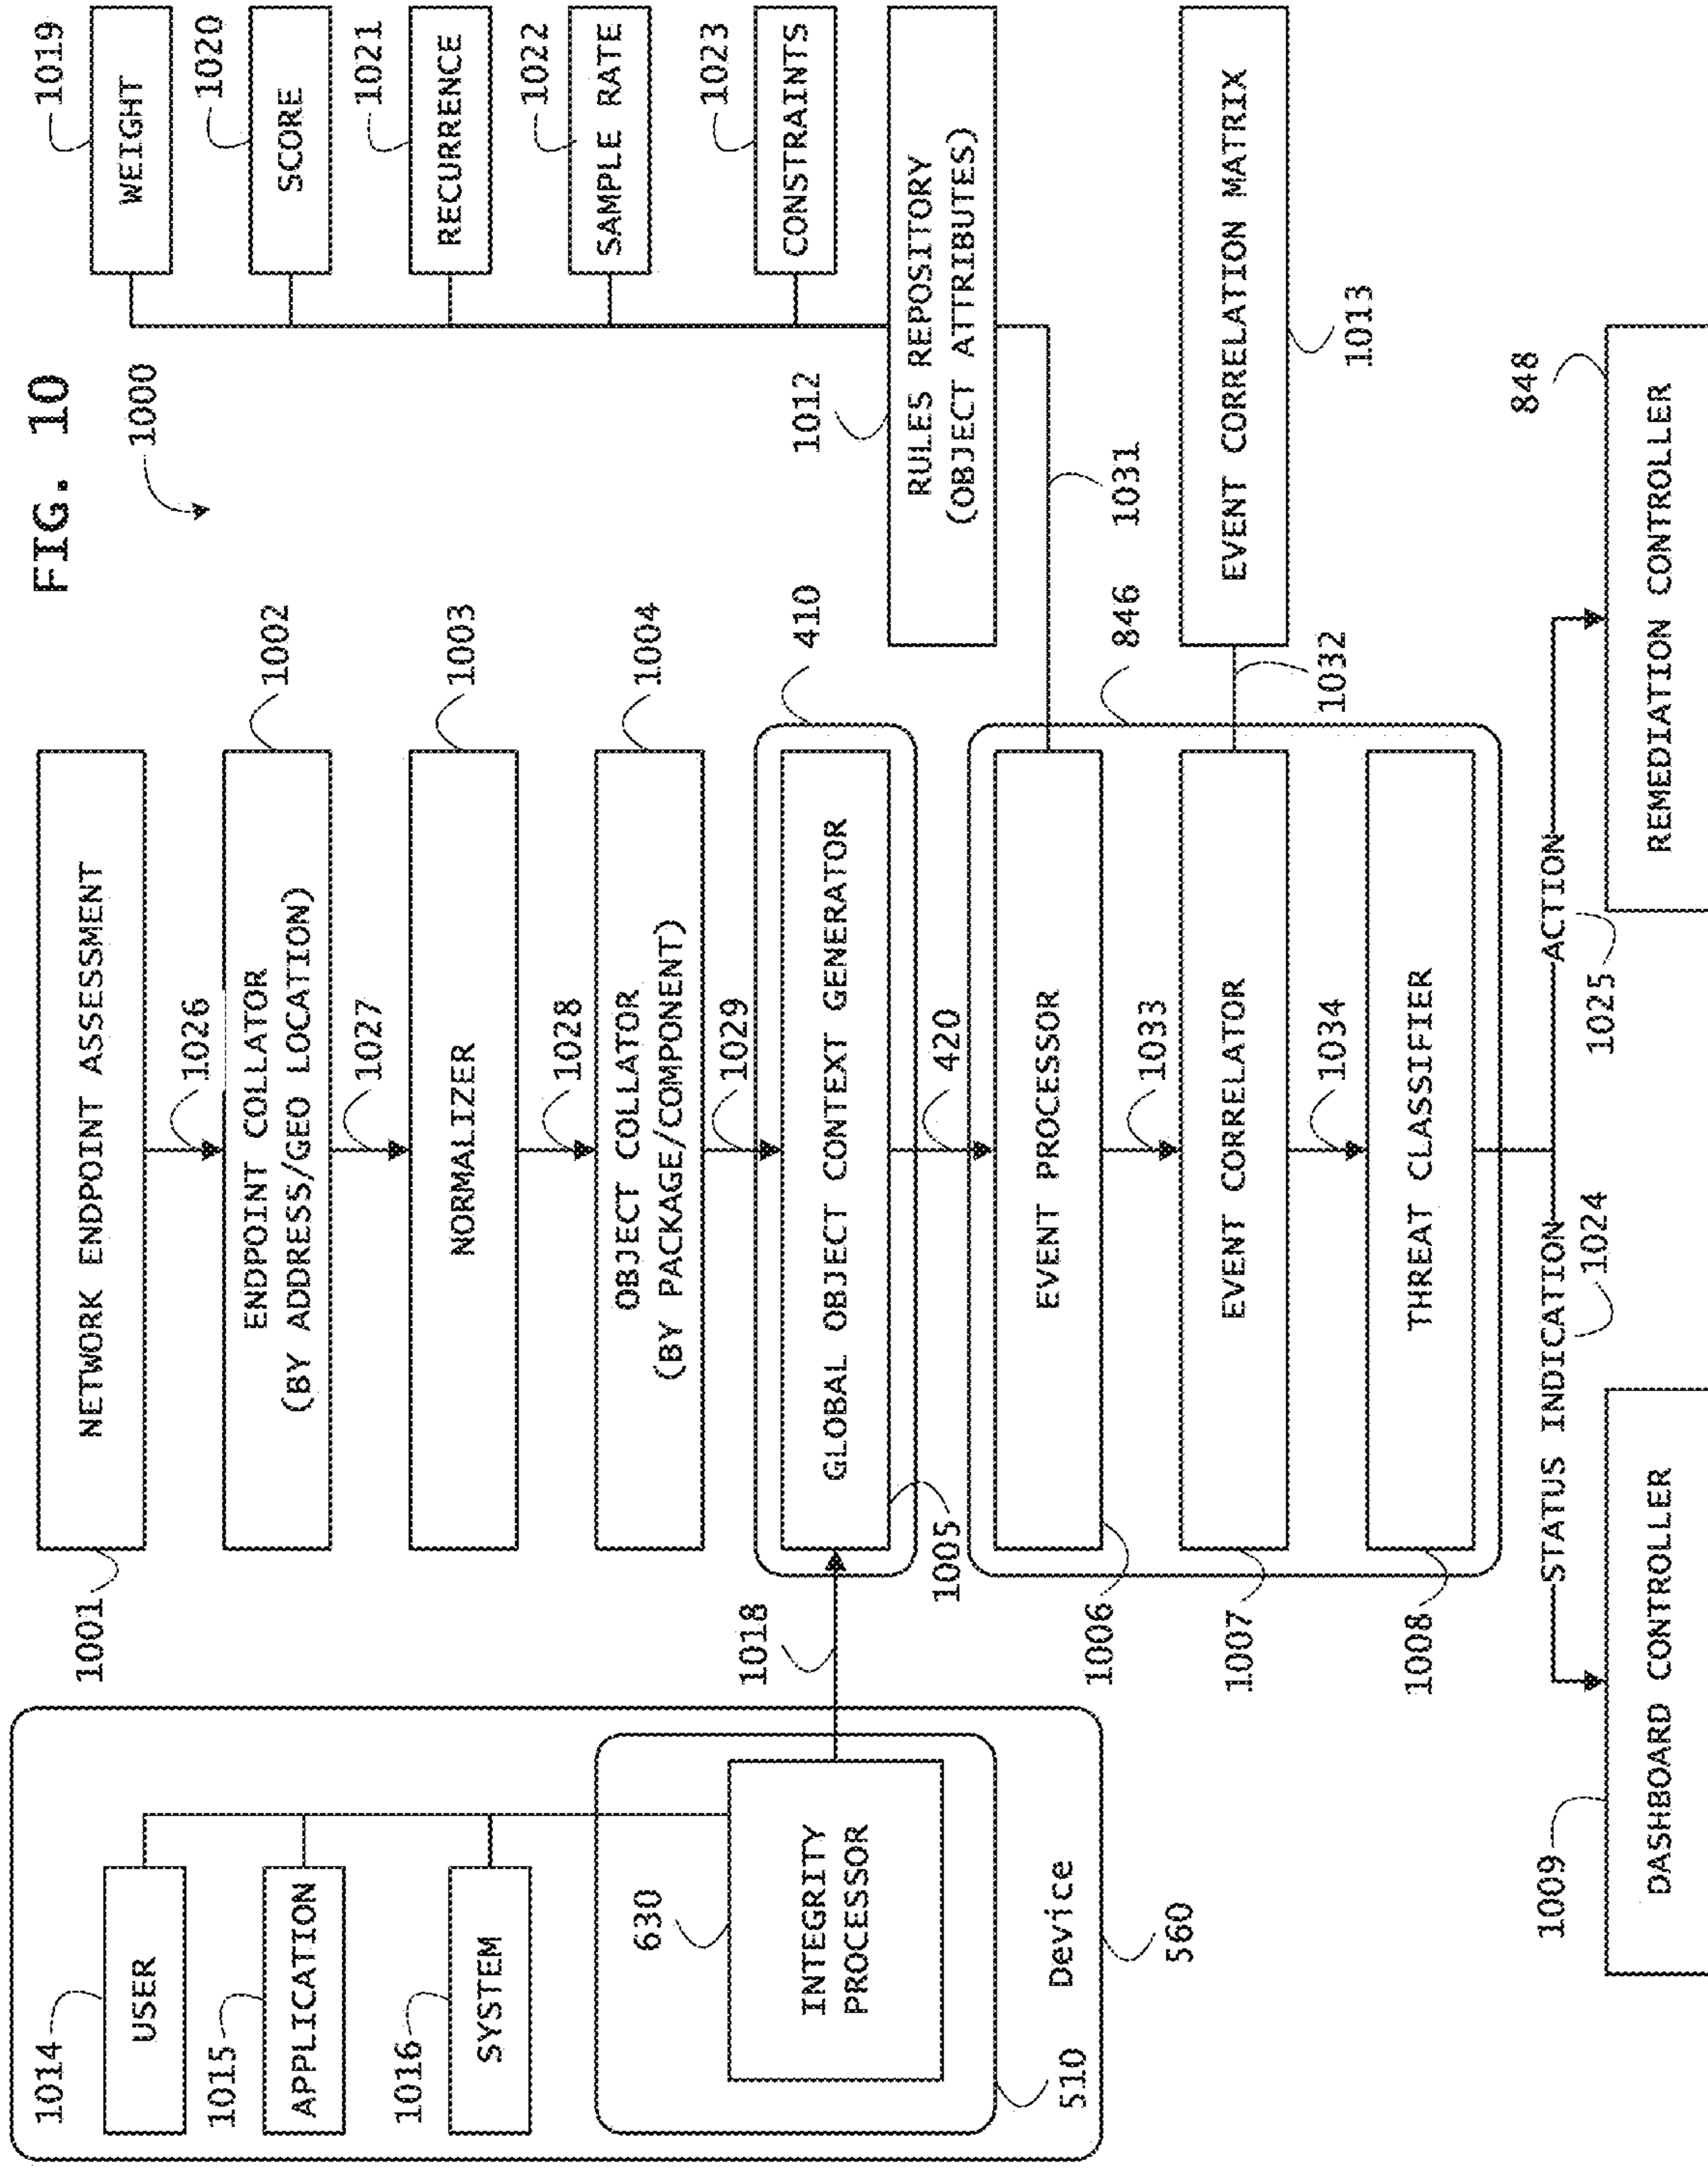 FIG. 10
1000
1001
NETWORK ENDPOINT ASSESSMENT
1026
ENDPOINT COLLATOR
(BY ADDRESS/GEO LOCATION)
1002
1027
NORMALIZER
1003
1028
OBJECT COLLATOR
(BY PACKAGE/COMPONENT)
1004
1029
GLOBAL OBJECT CONTEXT GENERATOR
1005
410
420
EVENT PROCESSOR
1006
846
1033
EVENT CORRELATOR
1007
1034
THREAT CLASSIFIER
1008
1014
USER
1015
APPLICATION
1016
SYSTEM
630
INTEGRITY
PROCESSOR
1018
510
Device
560
WEIGHT
1019
SCORE
1020
RECURRENCE
1021
SAMPLE RATE
1022
CONSTRAINTS
1023
1012
RULES REPOSITORY
(OBJECT ATTRIBUTES)
1031
EVENT CORRELATION MATRIX
1013
1032
STATUS INDICATION
1024
ACTION
1025
1009
DASHBOARD CONTROLLER
REMEDIATION CONTROLLER
848